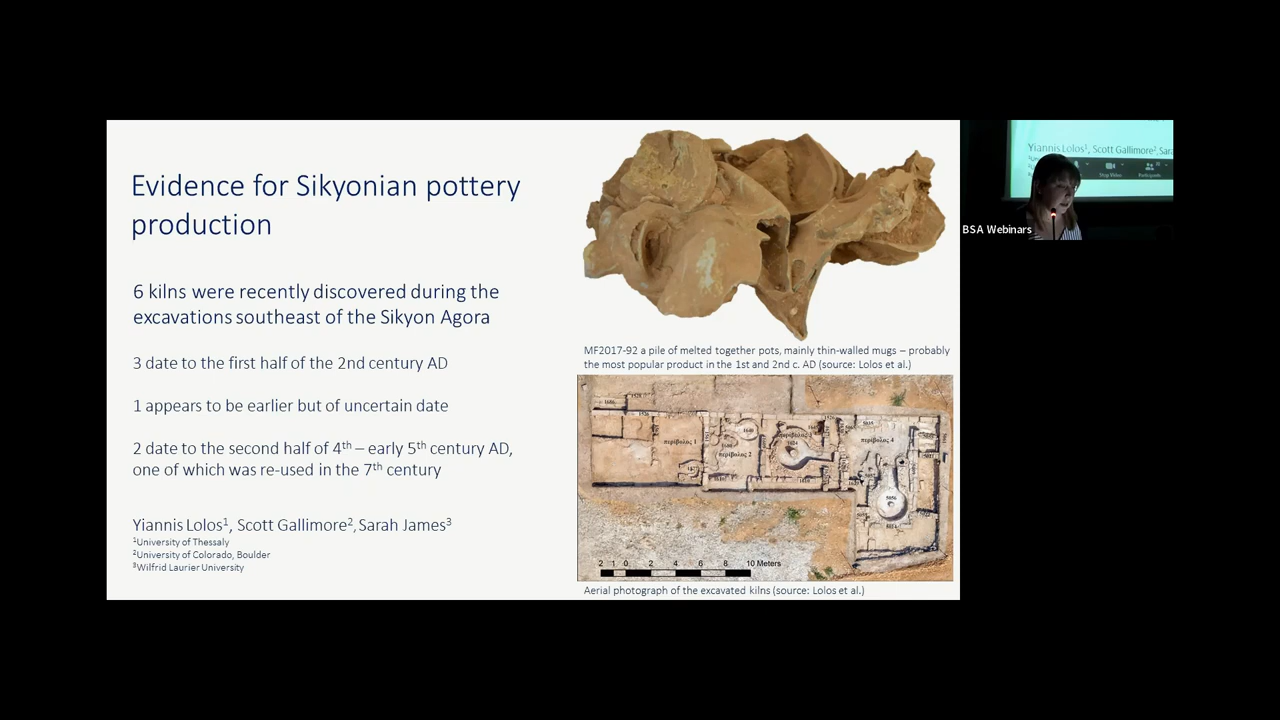 Evidence for Sikyonian pottery
production
6 kilns were recently discovered during the
excavations southeast of the Sikyon Agora
3 date to the first half of the 2nd century AD
1 appears to be earlier but of uncertain date
2 date to the second half of 4th – early 5th century AD,
one of which was re-used in the 7th century
Yiannis Lolos1, Scott Gallimore2, Sarah James3
1University of Thessaly
2University of Colorado, Boulder
3Wilfrid Laurier University
MF2017-92 a pile of melted together pots, mainly thin-walled mugs – probably
the most popular product in the 1st and 2nd c. AD (source: Lolos et al.)
περίβολος 1
περίβολος 2
περίβολος 4
2 1 0 2 4 6 8 10 Meters
Aerial photograph of the excavated kilns (source: Lolos et al.)
Yiannis Lolos1, Scott Gallimore2, Sara
Stop Video
Participants
BSA Webinars